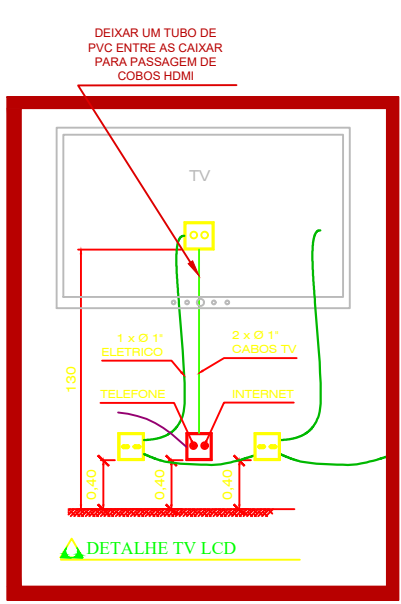 DEIXAR UM TUBO DE
PVC ENTRE AS CAIXAR
PARA PASSAGEM DE
COBOS HDMI
TV
1 x Ø 1"
ELETRICO
2 x Ø 1"
CABOS TV
130
TELEFONE
INTERNET
0,40
0,40
0,40
DETALHE TV LCD